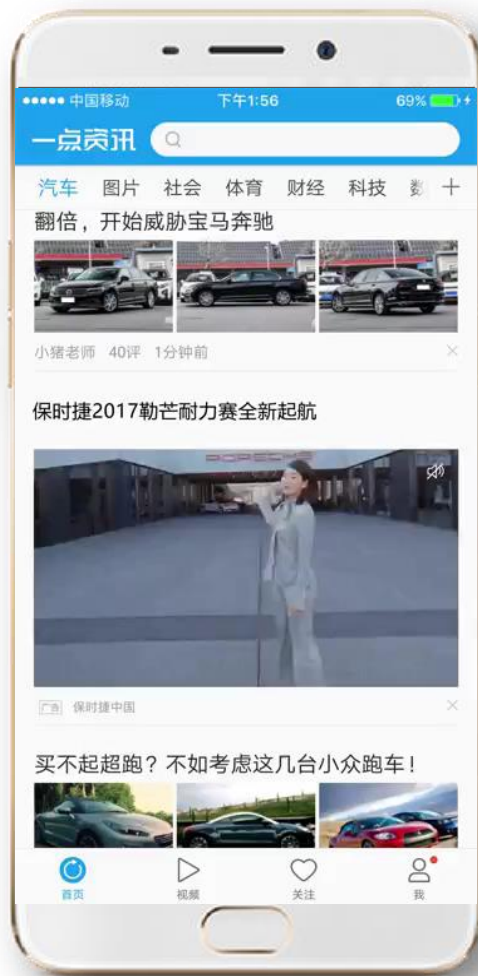 中国移动 下午1:56 69%
一点资讯
汽车 图片 社会 体育 财经 科技 数
翻倍，开始威胁宝马奔驰
小猪老师 40评 1分钟前
保时捷2017勒芒耐力赛全新起航
PORSCHE
广告 保时捷中国
买不起超跑？不如考虑这几台小众跑车！
首页 视频 关注 我